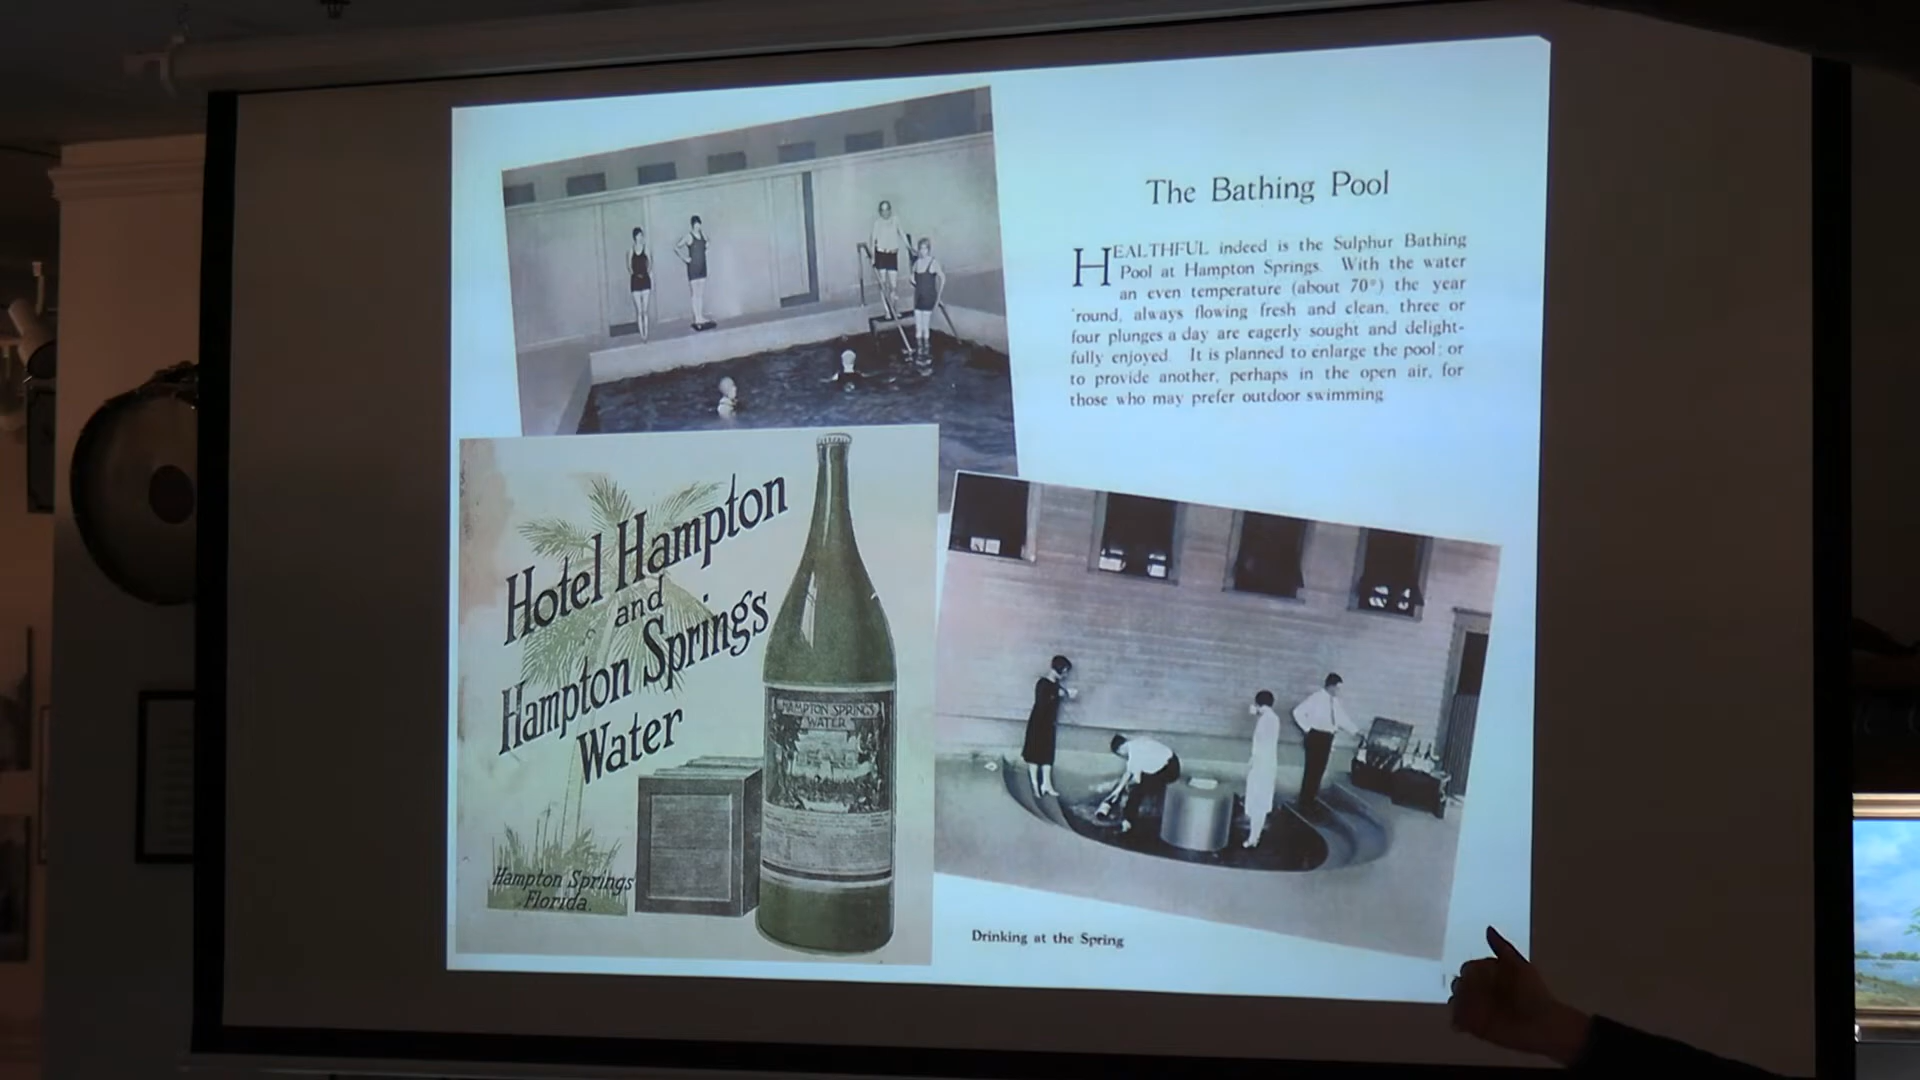 The Bathing Pool
HEALTHFUL indeed is the Sulphur Bathing
Pool at Hampton Springs. With the water
an even temperature (about 70°) the year
'round, always flowing fresh and clean, three or
four plunges a day are eagerly sought and delight-
fully enjoyed. It is planned to enlarge the pool; or
to provide another, perhaps in the open air, for
those who may prefer outdoor swimming
Hotel Hampton
and
Hampton Springs
Water
HAMPTON SPRINGS
WATER
Hampton Springs
Florida.
Drinking at the Spring